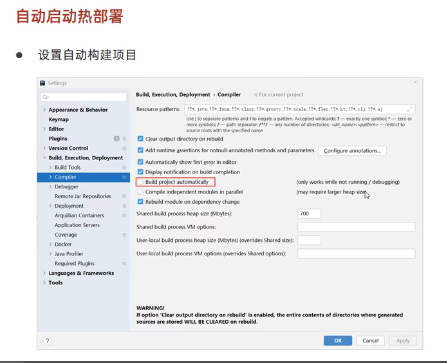 自动启动热部署
● 设置自动构建项目
Settings
Appearance & Behavior
Keymap
Editor
Plugins
Version Control
Build, Execution, Deployment
Build Tools
Compiler
Debugger
Remote Jar Repositories
Deployment
Arquillian Containers
Application Servers
Coverage
Docker
Java Profiler
Required Plugins
Languages & Frameworks
Tools
Build, Execution, Deployment › Compiler For current project
Resource patterns: !?*.java;!?*.form;!?*.class;!?*.groovy;!?*.scala;!?*.flex;!?*.kt;!?*.clj;!?*.aj
Use ; to separate patterns and ! to negate a pattern. Accepted wildcards: ? — exactly one symbol; * — zero or
more symbols; / — path separator; /**/ — any number of directories; <dir_name>:<pattern> — restrict to
source roots with the specified name
Clear output directory on rebuild
Add runtime assertions for notnull-annotated methods and parameters Configure annotations...
Automatically show first error in editor
Display notification on build completion
Build project automatically (only works while not running / debugging)
Compile independent modules in parallel (may require larger heap size)
Rebuild module on dependency change
Shared build process heap size (Mbytes): 700
Shared build process VM options:
User-local build process heap size (Mbytes) (overrides Shared size):
User-local build process VM options (overrides Shared options):
WARNING!
If option 'Clear output directory on rebuild' is enabled, the entire contents of directories where generated
sources are stored WILL BE CLEARED on rebuild.
? OK Cancel Apply